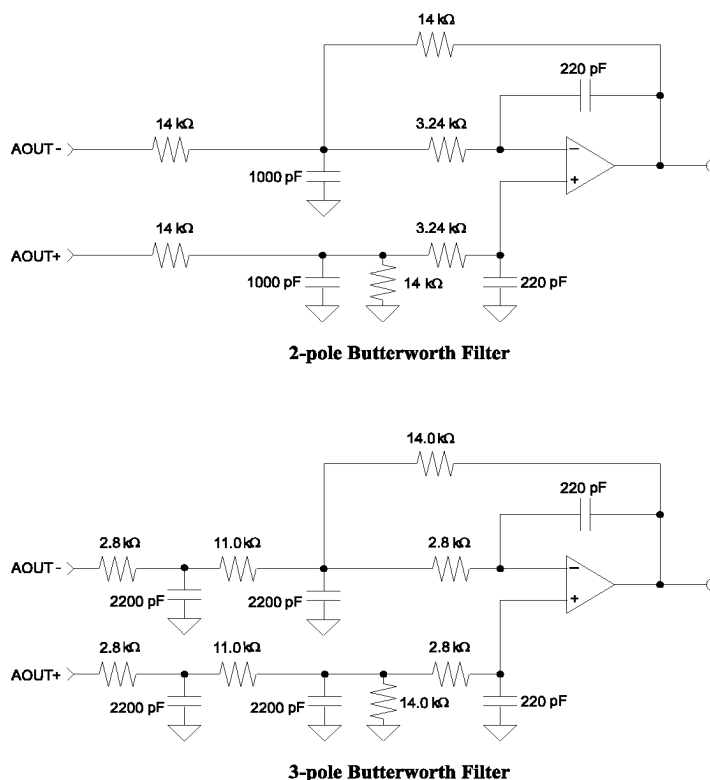 14 kΩ
220 pF
14 kΩ
3.24 kΩ
AOUT -
−
1000 pF
+
14 kΩ
3.24 kΩ
AOUT+
1000 pF
14 kΩ
220 pF
2-pole Butterworth Filter
14.0 kΩ
220 pF
2.8 kΩ
11.0 kΩ
2.8 kΩ
AOUT -
−
2200 pF
2200 pF
+
2.8 kΩ
11.0 kΩ
2.8 kΩ
AOUT+
2200 pF
2200 pF
14.0 kΩ
220 pF
3-pole Butterworth Filter